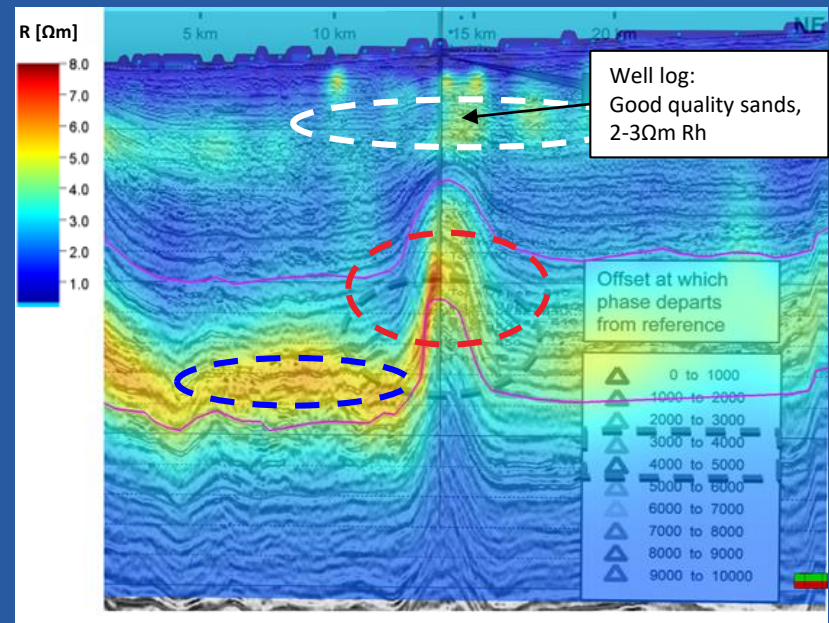 R [Ωm]
5 km
15 km
20 km
NE
8.0
7.0
6.0
5.0
4.0
3.0
2.0
1.0
Well log:
Good quality sands,
2-3Ωm Rh
Offset at which
phase departs
from reference
0 to 1000
1000 to 2000
2000 to 3000
3000 to 4000
4000 to 5000
5000 to 6000
6000 to 7000
7000 to 8000
8000 to 9000
9000 to 10000